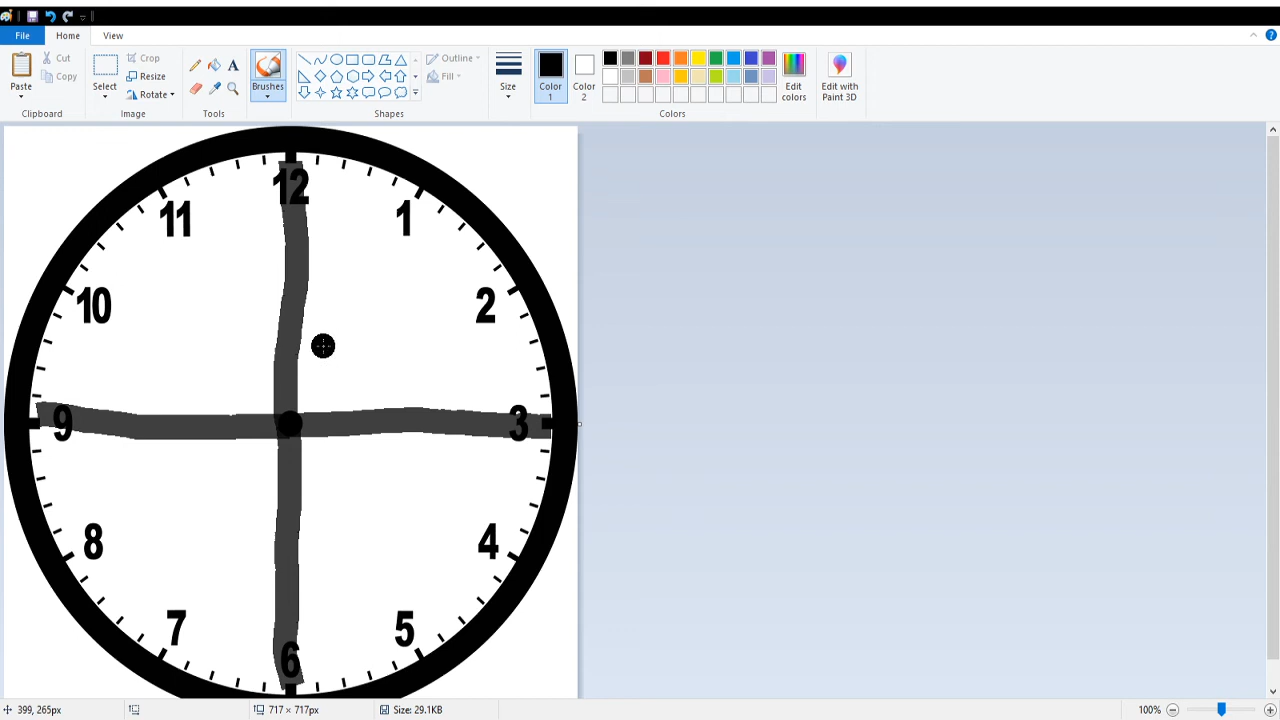 File Home View
Paste Cut Copy Select Crop Resize Rotate A Brushes Outline Fill Size Color 1 Color 2 Edit colors Edit with Paint 3D ?
Clipboard Image Tools Shapes Colors
12
11 1
10 2
9 3
8 4
7 5
6
399, 265px 717 × 717px Size: 29.1KB 100%